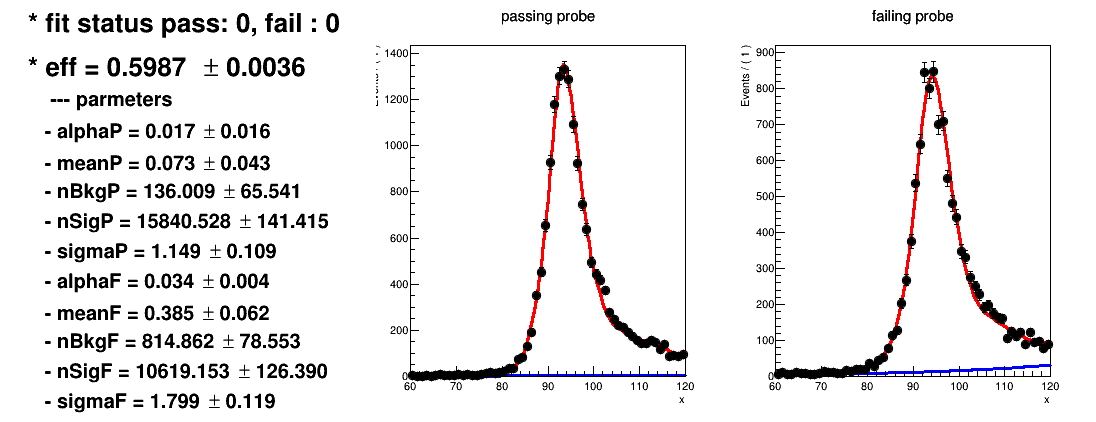 * fit status pass: 0, fail : 0
* eff = 0.5987 ± 0.0036
--- parmeters
- alphaP = 0.017 ± 0.016
- meanP = 0.073 ± 0.043
- nBkgP = 136.009 ± 65.541
- nSigP = 15840.528 ± 141.415
- sigmaP = 1.149 ± 0.109
- alphaF = 0.034 ± 0.004
- meanF = 0.385 ± 0.062
- nBkgF = 814.862 ± 78.553
- nSigF = 10619.153 ± 126.390
- sigmaF = 1.799 ± 0.119
passing probe
1400
1200
1000
800
600
400
200
0
60 70 80 90 100 110 120
x
failing probe
Events / ( 1 )
900
800
700
600
500
400
300
200
100
0
60 70 80 90 100 110 120
x